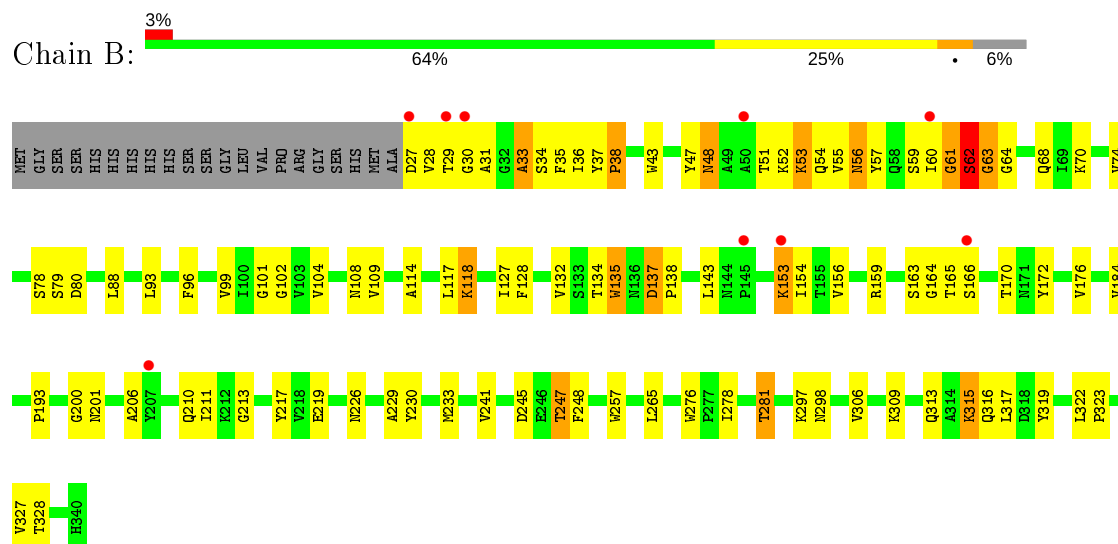 3%
Chain B:
64% 25% • 6%
MET GLY SER SER HIS HIS HIS HIS HIS HIS SER SER GLY LEU VAL PRO ARG GLY SER HIS MET ALA D27 V28 T29 G30 A31 G32 A33 S34 F35 I36 Y37 P38 W43 Y47 N48 A49 A50 T51 K52 K53 Q54 V55 N56 Y57 Q58 S59 I60 G61 S62 G63 G64 Q68 I69 K70 V74
S78 S79 D80 L88 L93 F96 V99 I100 G101 G102 V103 V104 N108 V109 A114 L117 K118 I127 F128 V132 S133 T134 W135 N136 D137 P138 L143 N144 P145 K153 I154 T155 V156 R159 S163 G164 T165 S166 T170 N171 Y172 V176
P193 G200 N201 A206 Y207 Q210 I211 K212 G213 Y217 V218 E219 N226 A229 Y230 M233 V241 D245 E246 T247 F248 W257 L265 W276 P277 I278 T281 K297 N298 V306 K309 Q313 A314 K315 Q316 L317 D318 Y319 L322 P323
V327 T328 H340